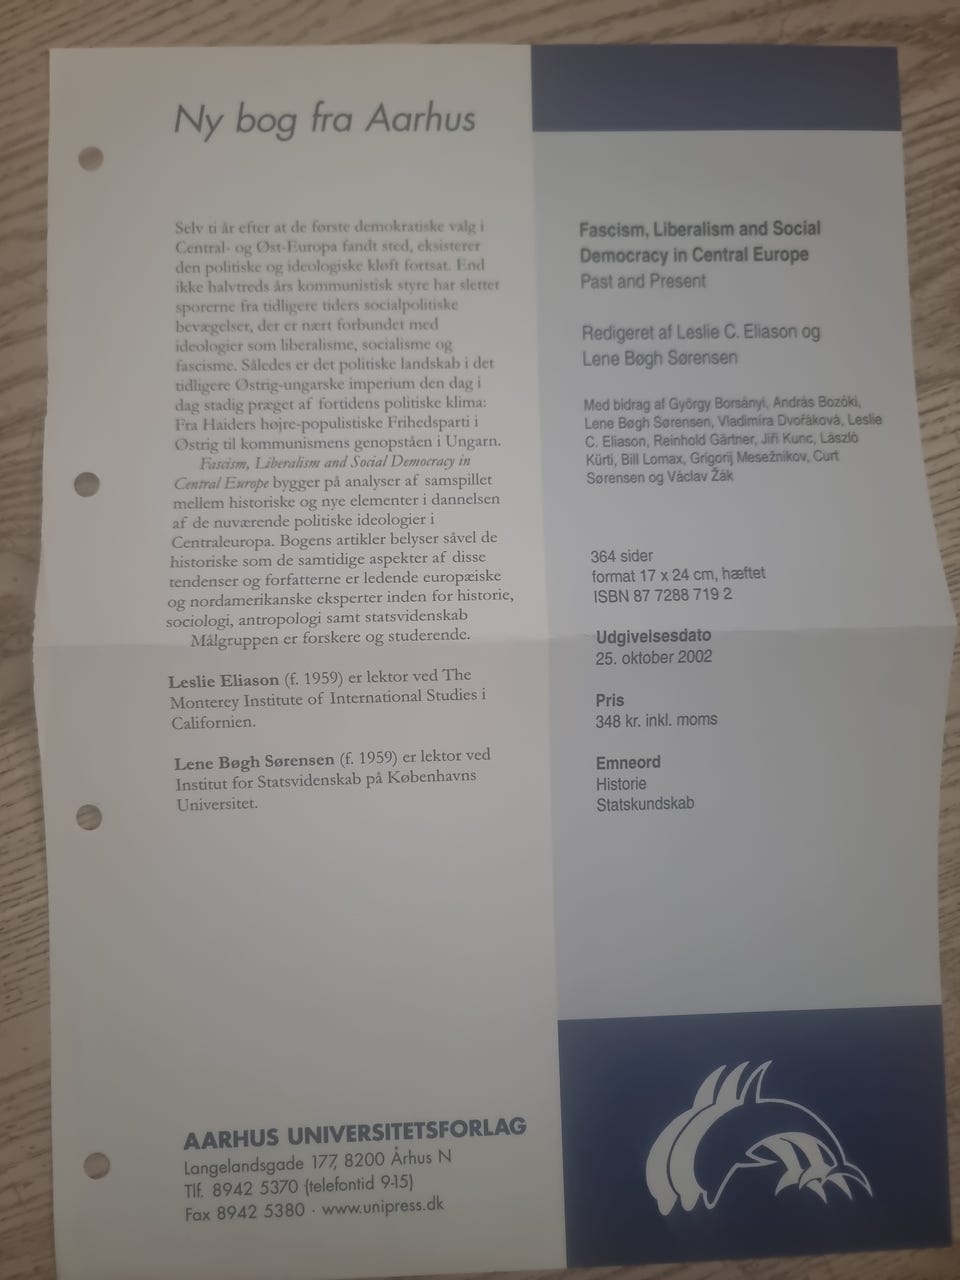 Ny bog fra Aarhus
Selv ti år efter at de første demokratiske valg i
Central- og Øst-Europa fandt sted, eksisterer
den politiske og ideologiske kløft fortsat. End
ikke halvtreds års kommunistisk styre har slettet
sporerne fra tidligere tiders socialpolitiske
bevægelser, der er nært forbundet med
ideologier som liberalisme, socialisme og
fascisme. Således er det politiske landskab i det
tidligere Østrig-ungarske imperium den dag i
dag stadig præget af fortidens politiske klima:
Fra Haiders højre-populistiske Frihedsparti i
Østrig til kommunismens genopståen i Ungarn.
Fascism, Liberalism and Social Democracy in
Central Europe bygger på analyser af samspillet
mellem historiske og nye elementer i dannelsen
af de nuværende politiske ideologier i
Centraleuropa. Bogens artikler belyser såvel de
historiske som de samtidige aspekter af disse
tendenser og forfatterne er ledende europæiske
og nordamerikanske eksperter inden for historie,
sociologi, antropologi samt statsvidenskab
Målgruppen er forskere og studerende.
Leslie Eliason (f. 1959) er lektor ved The
Monterey Institute of International Studies i
Californien.
Lene Bøgh Sørensen (f. 1959) er lektor ved
Institut for Statsvidenskab på Københavns
Universitet.
AARHUS UNIVERSITETSFORLAG
Langelandsgade 177, 8200 Århus N
Tlf. 8942 5370 (telefontid 9-15)
Fax 8942 5380 · www.unipress.dk
Fascism, Liberalism and Social
Democracy in Central Europe
Past and Present
Redigeret af Leslie C. Eliason og
Lene Bøgh Sørensen
Med bidrag af György Borsányi, András Bozóki,
Lene Bøgh Sørensen, Vladimíra Dvořáková, Leslie
C. Eliason, Reinhold Gärtner, Jiří Kunc, László
Kürti, Bill Lomax, Grigorij Mesežnikov, Curt
Sørensen og Václav Žák
364 sider
format 17 x 24 cm, hæftet
ISBN 87 7288 719 2
Udgivelsesdato
25. oktober 2002
Pris
348 kr. inkl. moms
Emneord
Historie
Statskundskab